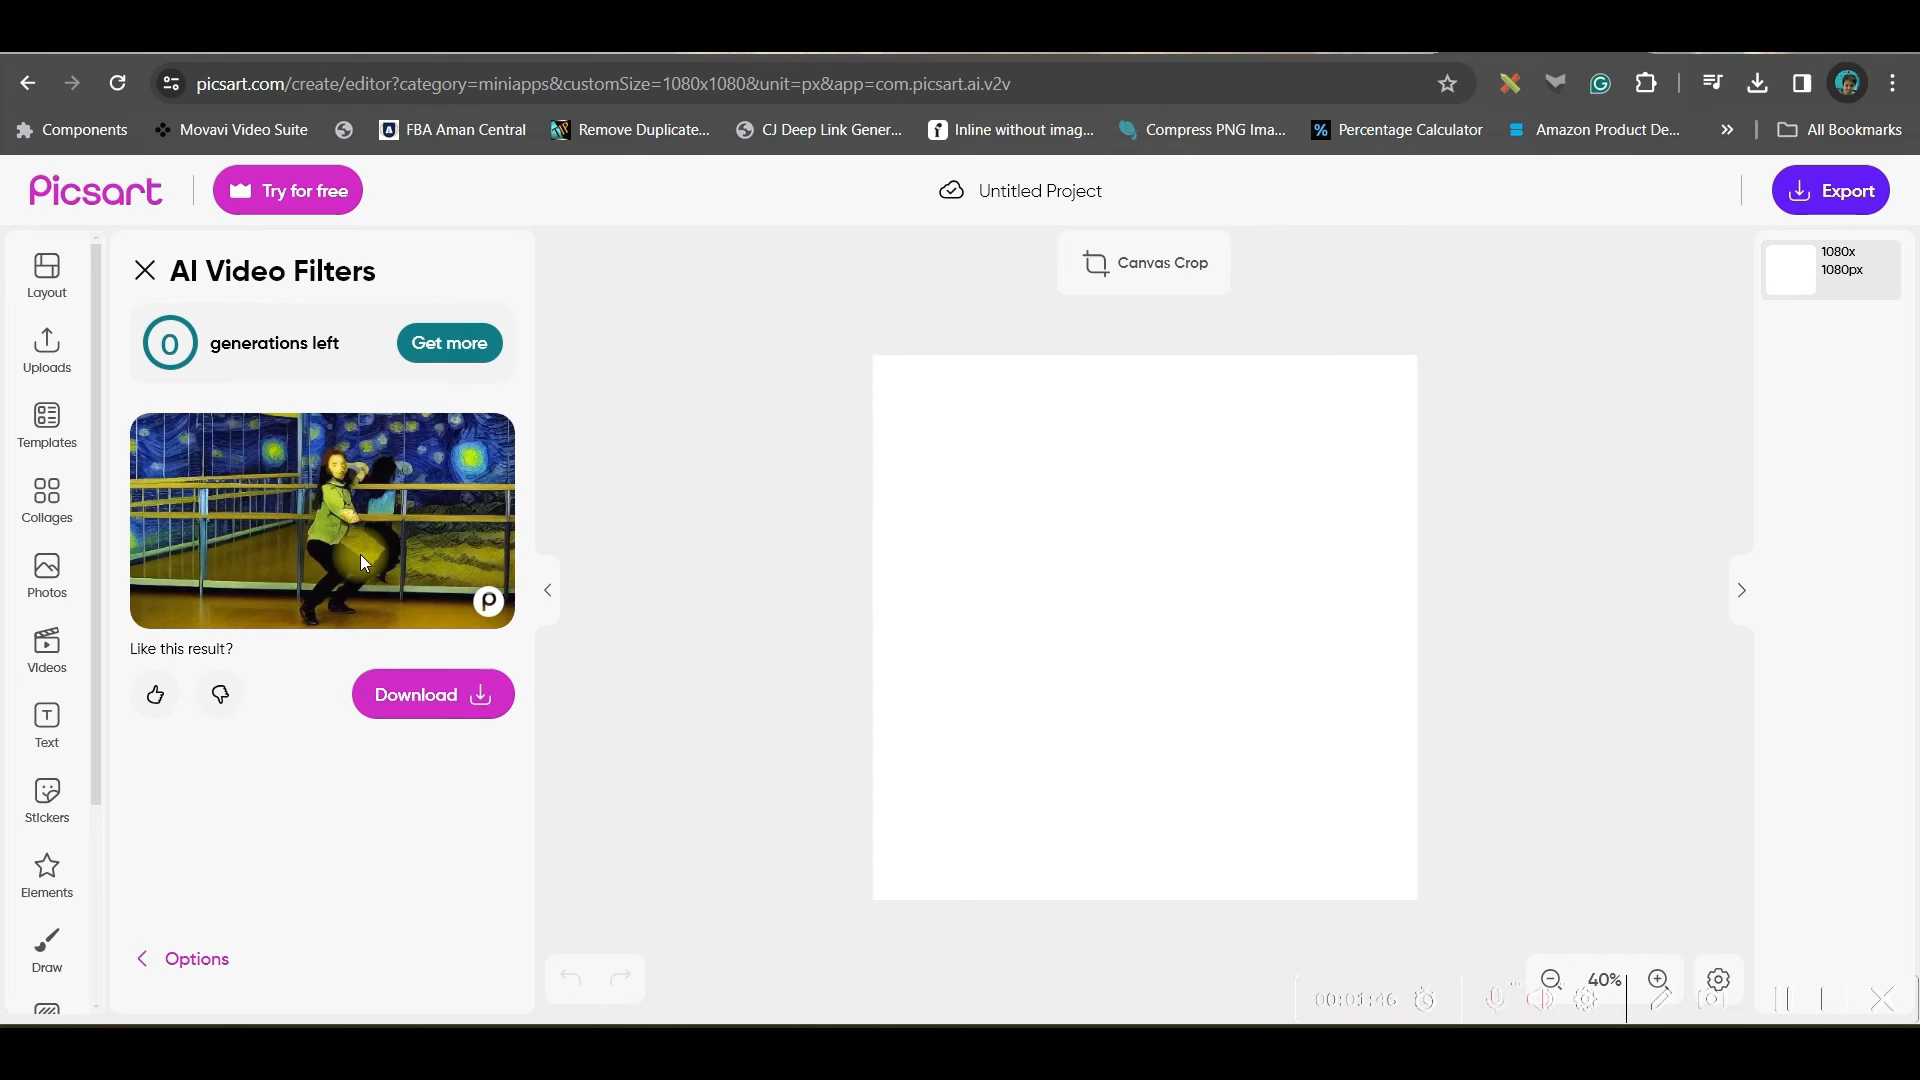 picsart.com/create/editor?category=miniapps&customSize=1080x1080&unit=px&app=com.picsart.ai.v2v
Components Movavi Video Suite FBA Aman Central Remove Duplicate... CJ Deep Link Gener... Inline without imag... Compress PNG Ima... Percentage Calculator Amazon Product De... All Bookmarks
Picsart Try for free Untitled Project Export
Layout
Uploads
Templates
Collages
Photos
Videos
Text
Stickers
Elements
Draw
AI Video Filters
0 generations left Get more
Like this result?
Download
Options
Canvas Crop
1080x
1080px
40%
00:01:46